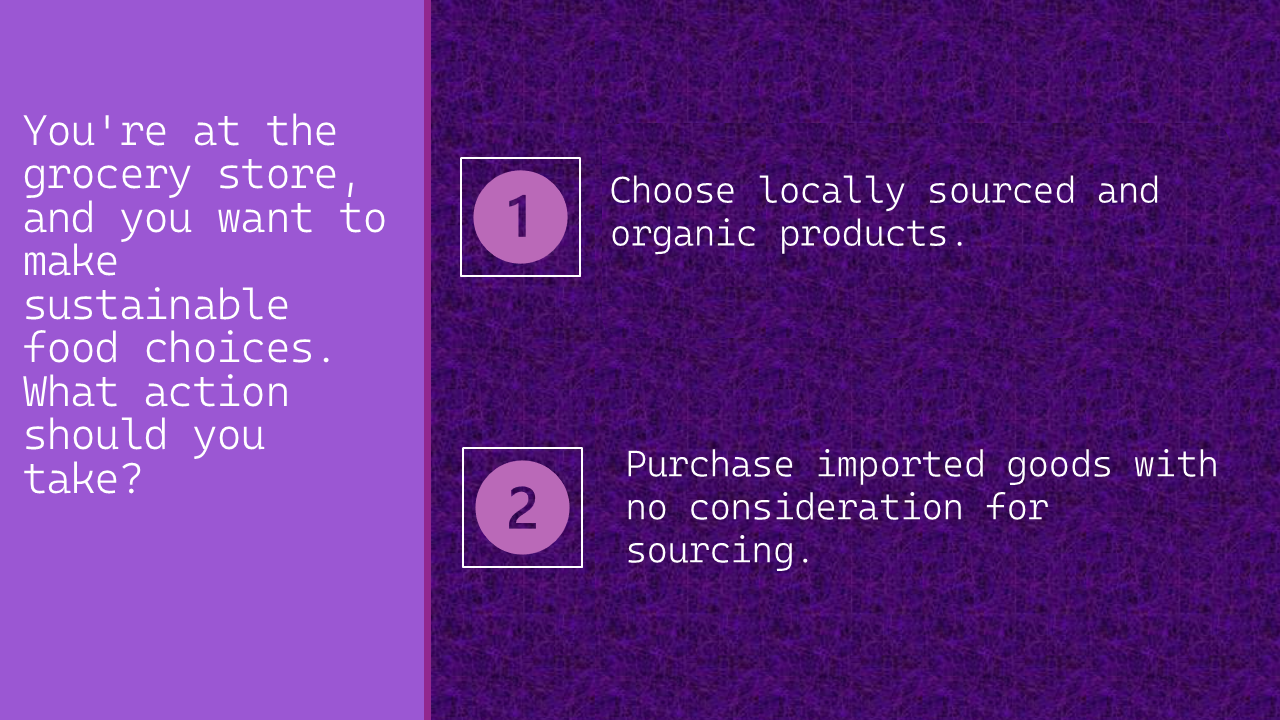 You're at the
grocery store,
and you want to
make
sustainable
food choices.
What action
should you
take?
1
Choose locally sourced and
organic products.
2
Purchase imported goods with
no consideration for
sourcing.